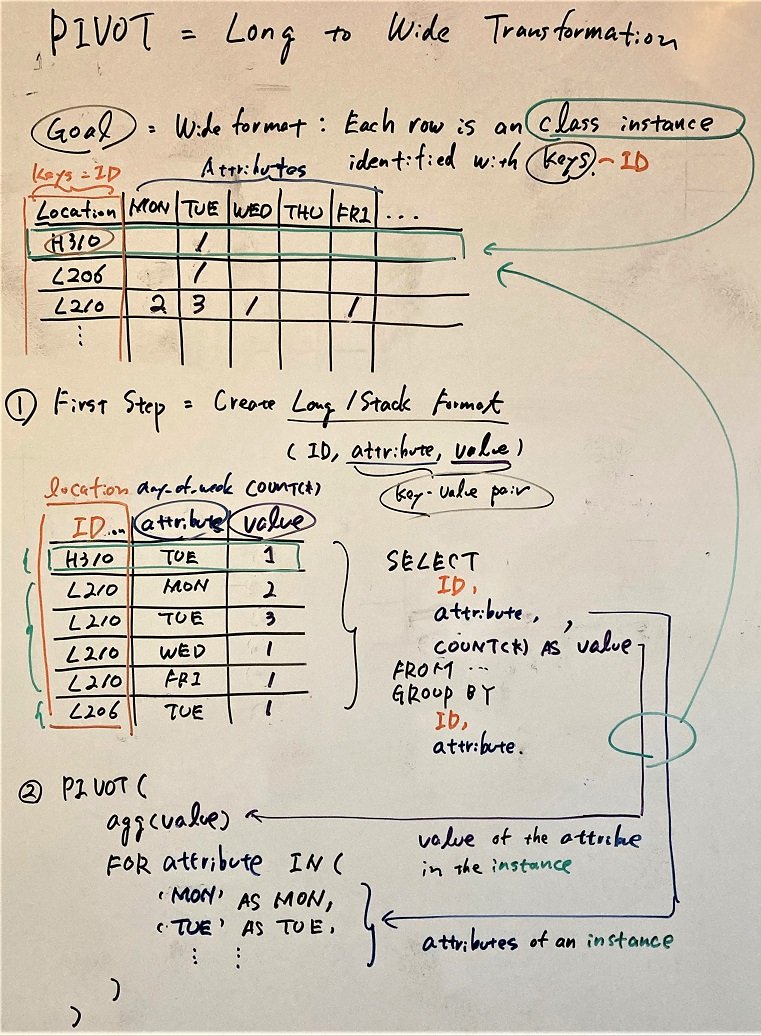 PIVOT = Long to Wide Transformation
Goal = Wide format : Each row is an class instance
identified with keys. - ID
Keys = ID Attributes
Location MON TUE WED THU FRI ...
H310 1
L206 1
L210 2 3 1 1
⋮
① First Step = Create Long / Stack Format
( ID, attribute, value )
key-value pair
location day-of-week COUNT(*)
ID attribute value
H310 TUE 1
L210 MON 2
L210 TUE 3
L210 WED 1
L210 FRI 1
L206 TUE 1
SELECT
ID,
attribute,
COUNT(*) AS value
FROM ...
GROUP BY
ID,
attribute.
② PIVOT (
agg(value)
value of the attribue
in the instance
FOR attribute IN (
'MON' AS MON,
'TUE' AS TUE,
⋮ ⋮
attributes of an instance
)
)